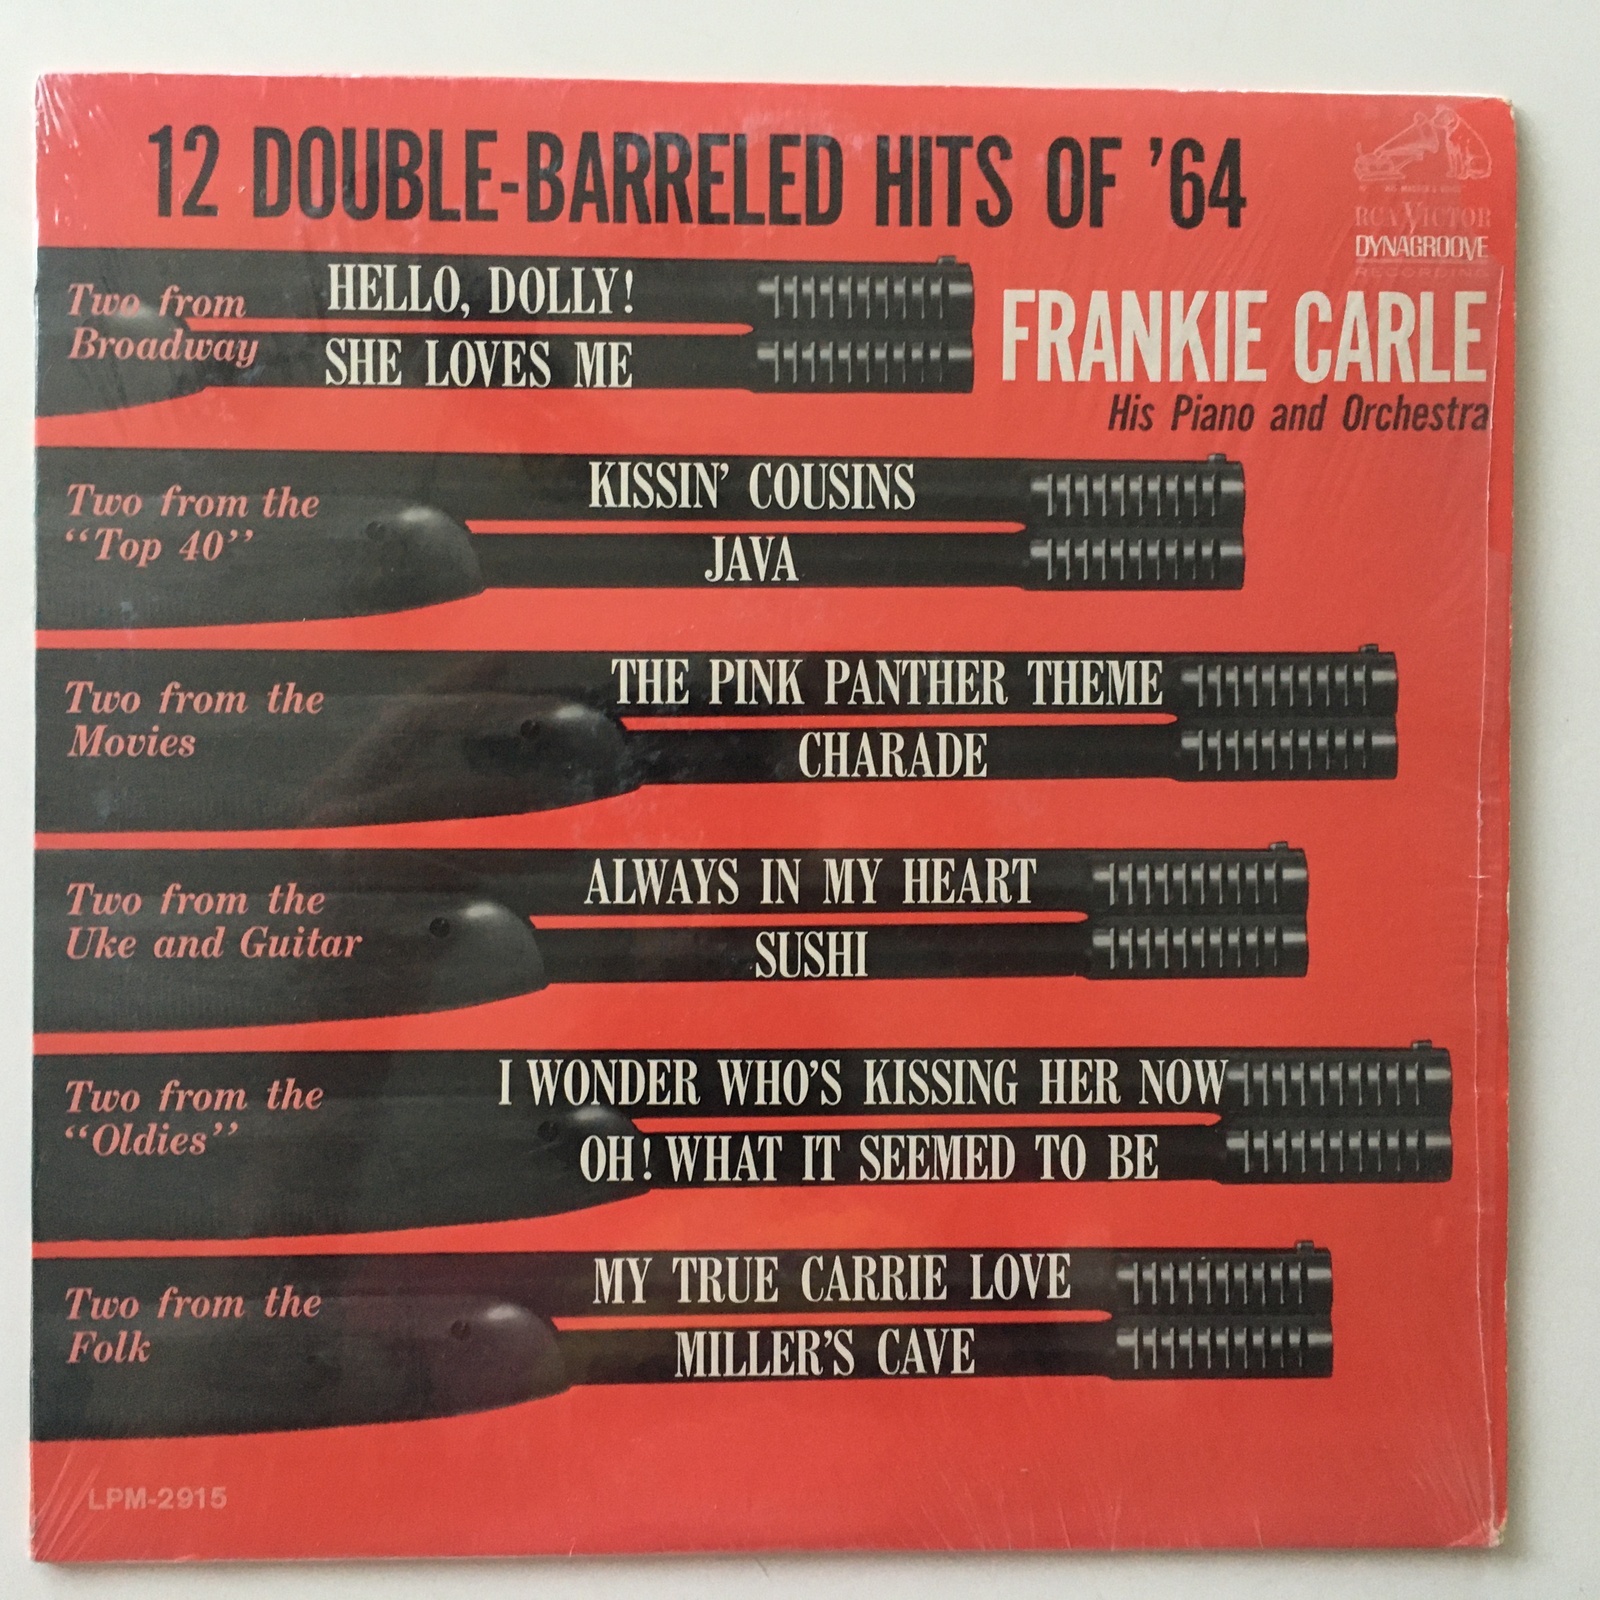 12 DOUBLE-BARRELED HITS OF '64
HIS MASTER'S VOICE
RCA VICTOR
DYNAGROOVE
RECORDING
FRANKIE CARLE
His Piano and Orchestra
Two from
Broadway
HELLO, DOLLY!
SHE LOVES ME
Two from the
“Top 40”
KISSIN' COUSINS
JAVA
Two from the
Movies
THE PINK PANTHER THEME
CHARADE
Two from the
Uke and Guitar
ALWAYS IN MY HEART
SUSHI
Two from the
“Oldies”
I WONDER WHO'S KISSING HER NOW
OH! WHAT IT SEEMED TO BE
Two from the
Folk
MY TRUE CARRIE LOVE
MILLER'S CAVE
LPM-2915